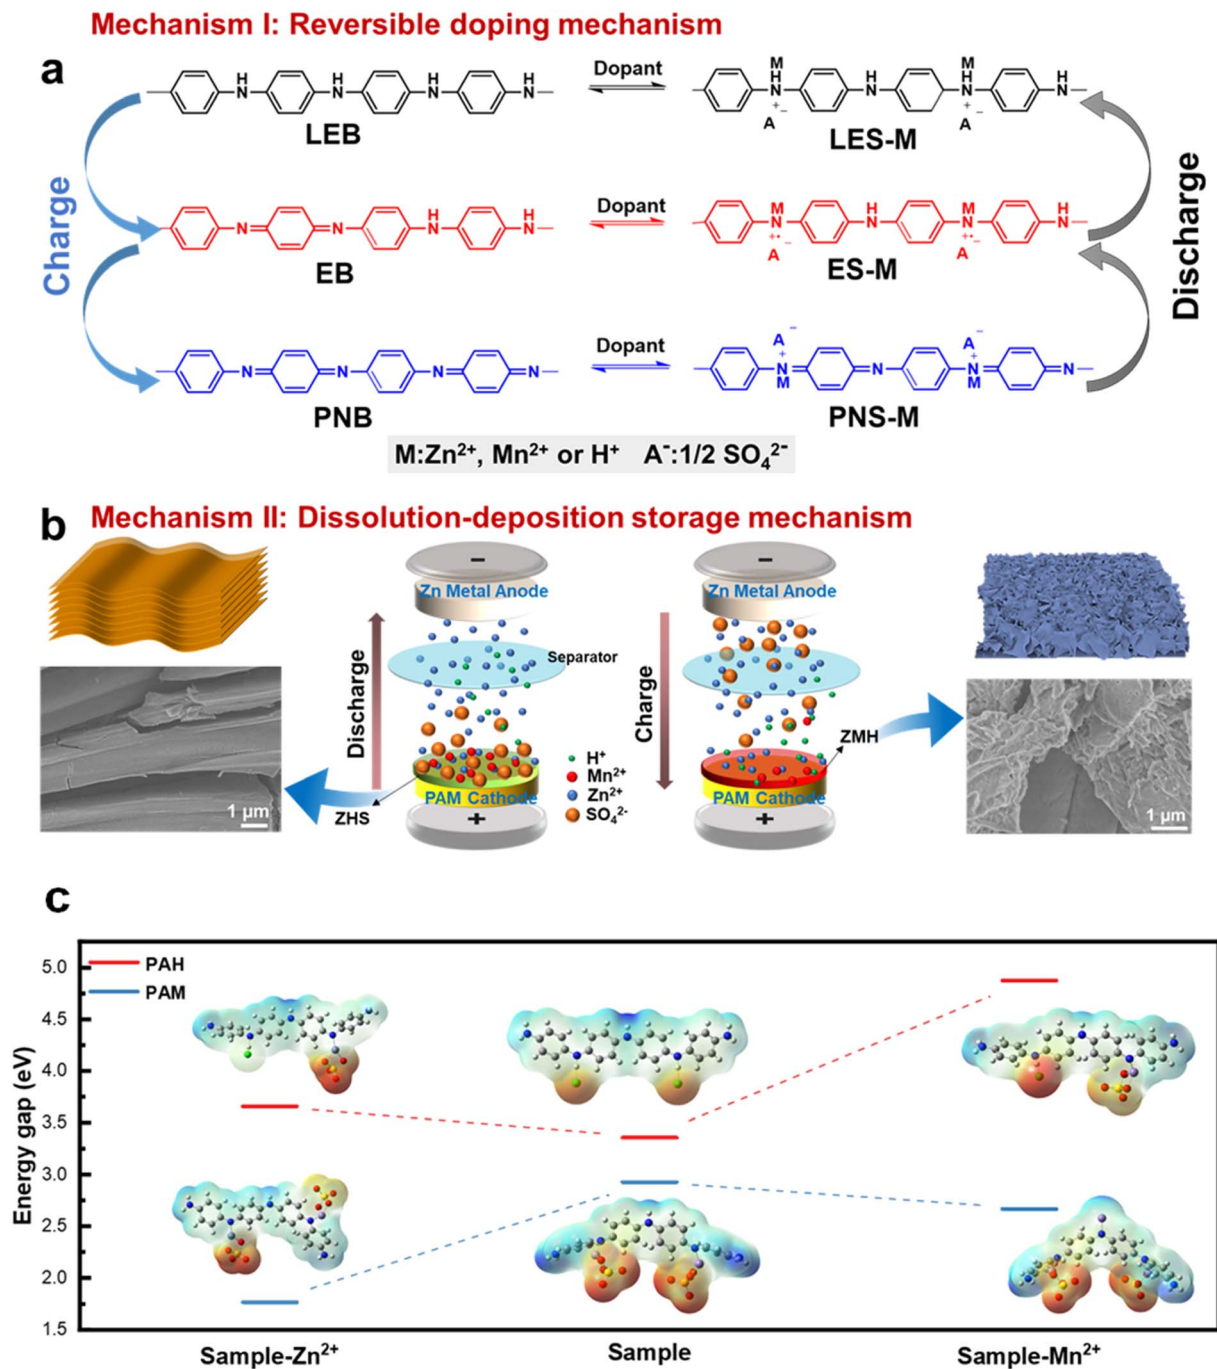 Mechanism I: Reversible doping mechanism
a
Dopant
LEB
LES-M
Charge
Discharge
Dopant
EB
ES-M
Dopant
PNB
PNS-M
H
N
H
N
H
N
H
N
M
H
N
+ −
A
H
N
M
H
N
+ −
A
H
N
N
N
H
N
H
N
M
N
+• −
A
H
N
M
N
+• −
A
H
N
N
N
N
N
A −
+
N
M
N
A −
+
N
M
N
M:Zn²⁺, Mn²⁺ or H⁺ A⁻:1/2 SO₄²⁻
b
Mechanism II: Dissolution-deposition storage mechanism
-
Zn Metal Anode
Separator
Discharge
PAM Cathode
+
ZHS
1 μm
H⁺
Mn²⁺
Zn²⁺
SO₄²⁻
-
Zn Metal Anode
Charge
ZMH
PAM Cathode
+
1 μm
c
PAH
PAM
Energy gap (eV)
5.0
4.5
4.0
3.5
3.0
2.5
2.0
1.5
Sample-Zn²⁺
Sample
Sample-Mn²⁺